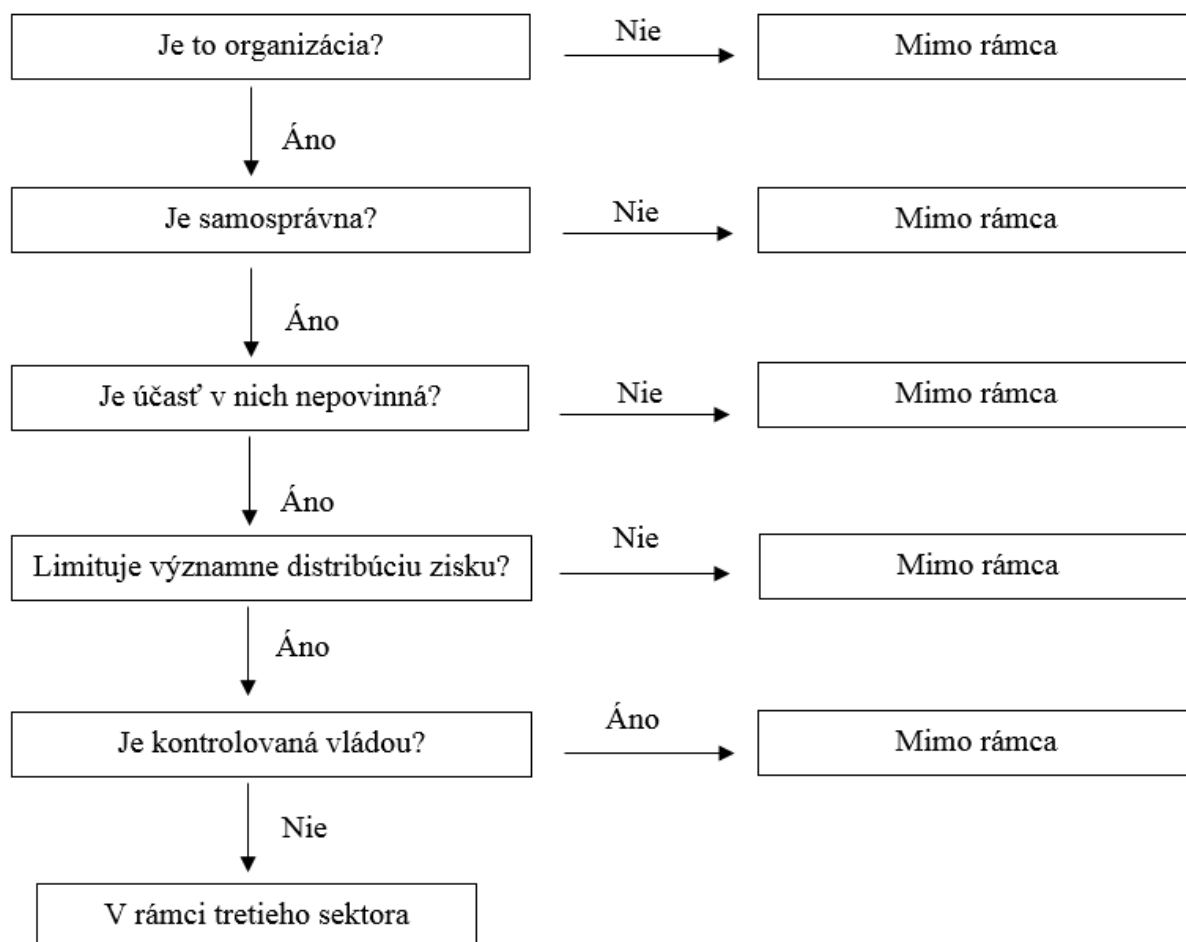 Je to organizácia?
Nie
Mimo rámca
Áno
Je samosprávna?
Nie
Mimo rámca
Áno
Je účasť v nich nepovinná?
Nie
Mimo rámca
Áno
Limituje významne distribúciu zisku?
Nie
Mimo rámca
Áno
Je kontrolovaná vládou?
Áno
Mimo rámca
Nie
V rámci tretieho sektora